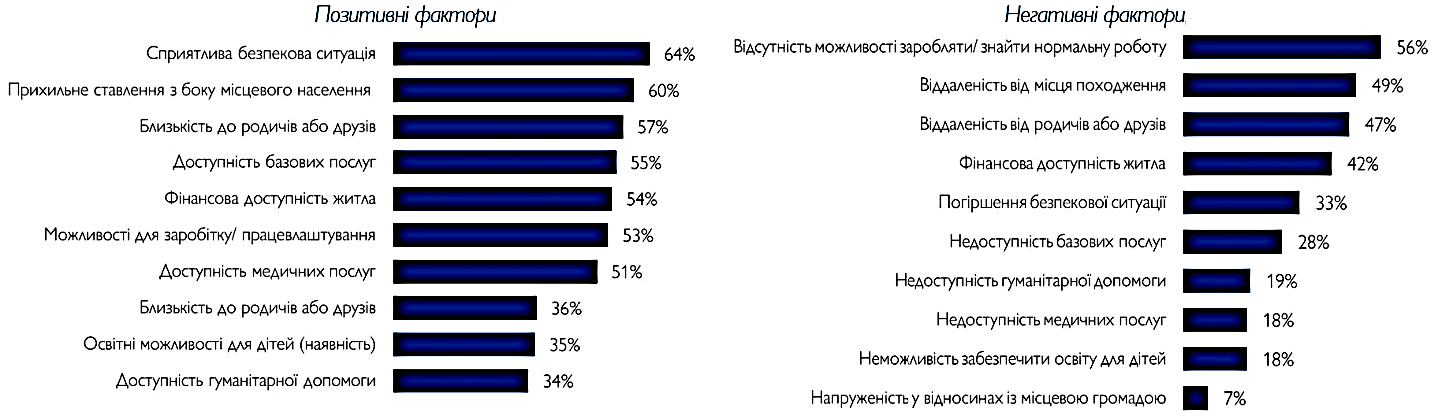 Позитивні фактори
Сприятлива безпекова ситуація 64%
Прихильне ставлення з боку місцевого населення 60%
Близькість до родичів або друзів 57%
Доступність базових послуг 55%
Фінансова доступність житла 54%
Можливості для заробітку/ працевлаштування 53%
Доступність медичних послуг 51%
Близькість до родичів або друзів 36%
Освітні можливості для дітей (наявність) 35%
Доступність гуманітарної допомоги 34%
Негативні фактори
Відсутність можливості заробляти/ знайти нормальну роботу 56%
Віддаленість від місця походження 49%
Віддаленість від родичів або друзів 47%
Фінансова доступність житла 42%
Погіршення безпекової ситуації 33%
Недоступність базових послуг 28%
Недоступність гуманітарної допомоги 19%
Недоступність медичних послуг 18%
Неможливість забезпечити освіту для дітей 18%
Напруженість у відносинах із місцевою громадою 7%